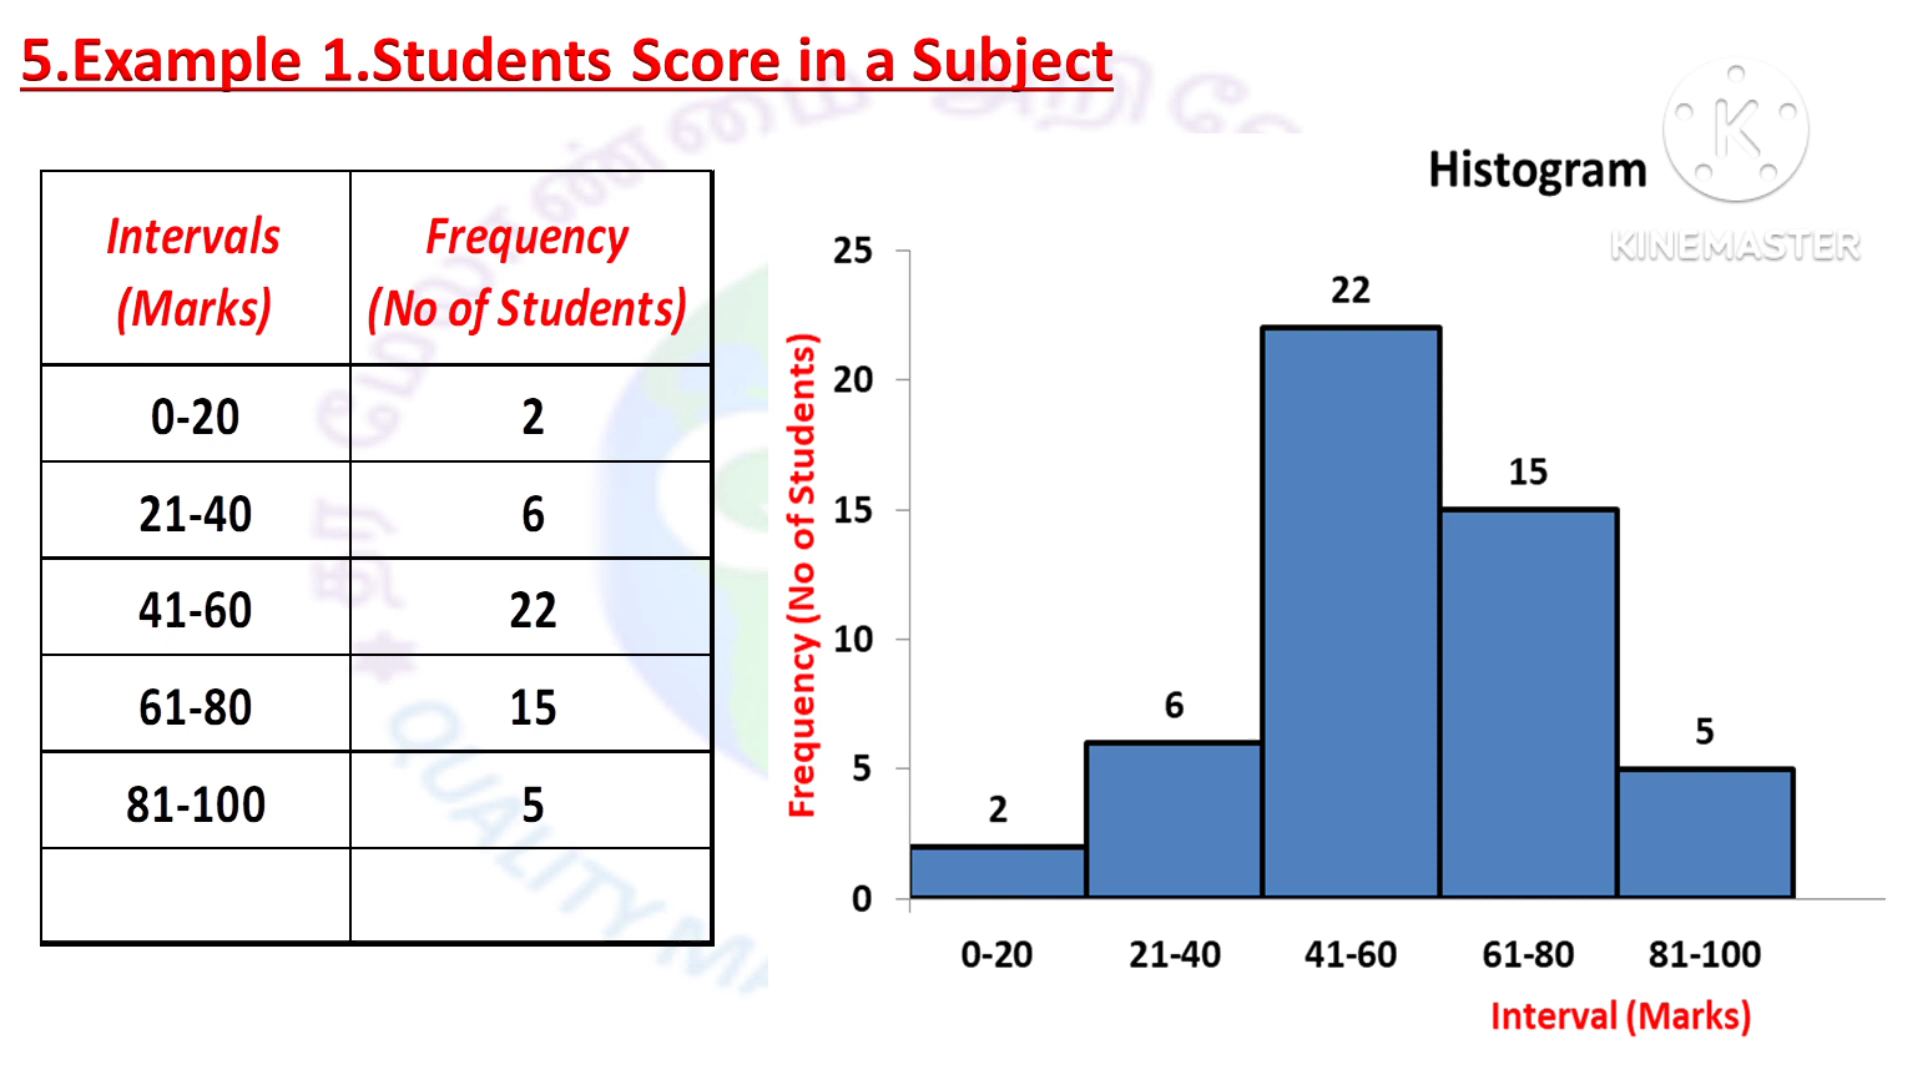 5.Example 1.Students Score in a Subject
Intervals
(Marks)
Frequency
(No of Students)
0-20
2
21-40
6
41-60
22
61-80
15
81-100
5
Histogram
K
KINEMASTER
Frequency (No of Students)
25
20
15
10
5
0
2
6
22
15
5
0-20
21-40
41-60
61-80
81-100
Interval (Marks)
QUALITY